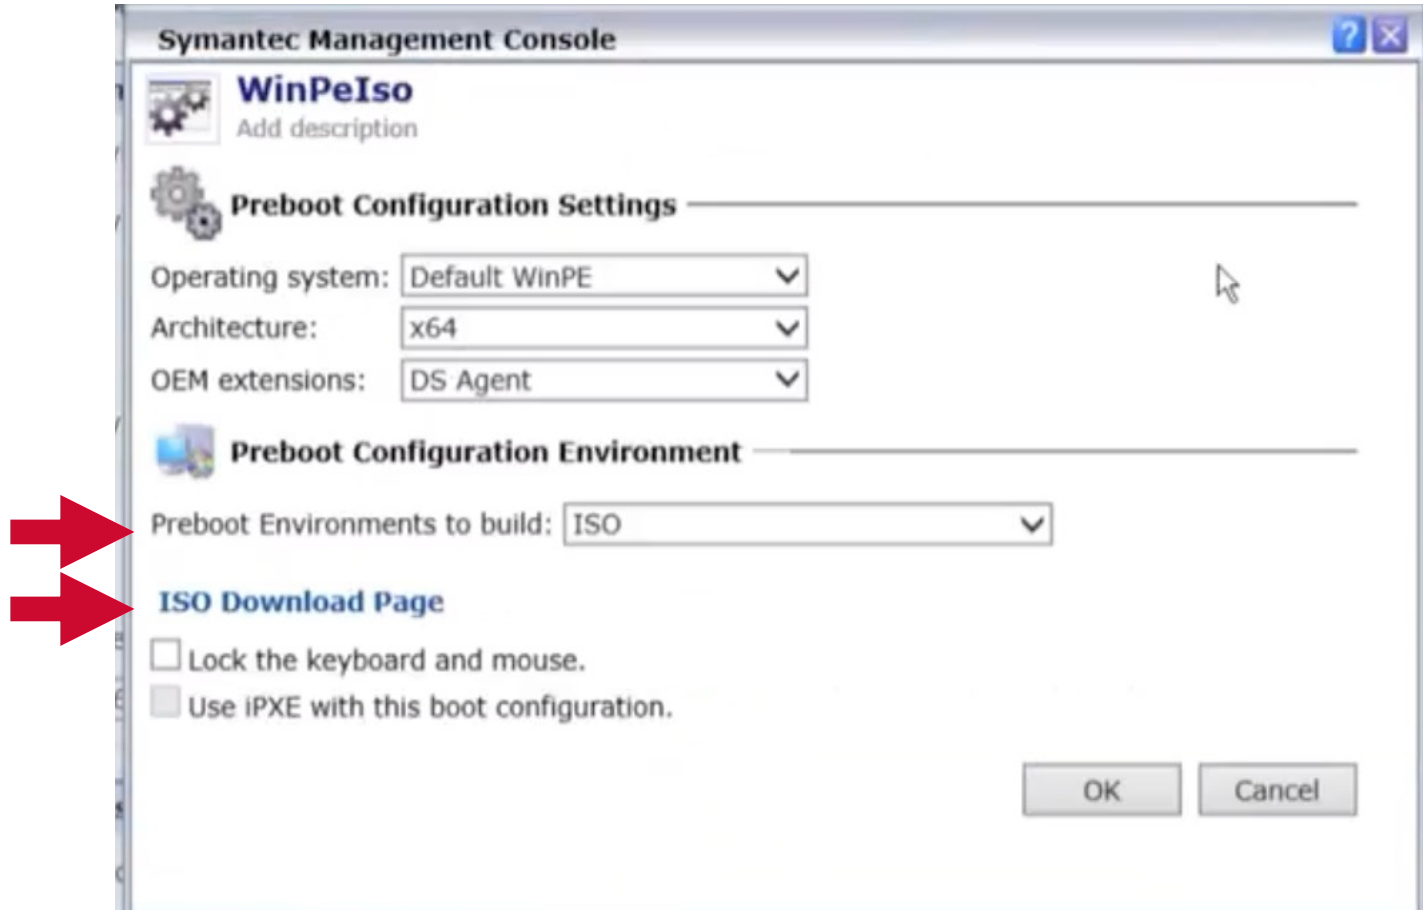 Symantec Management Console
WinPeIso
Add description
Preboot Configuration Settings
Operating system: Default WinPE
Architecture: x64
OEM extensions: DS Agent
Preboot Configuration Environment
Preboot Environments to build: ISO
ISO Download Page
Lock the keyboard and mouse.
Use iPXE with this boot configuration.
OK Cancel